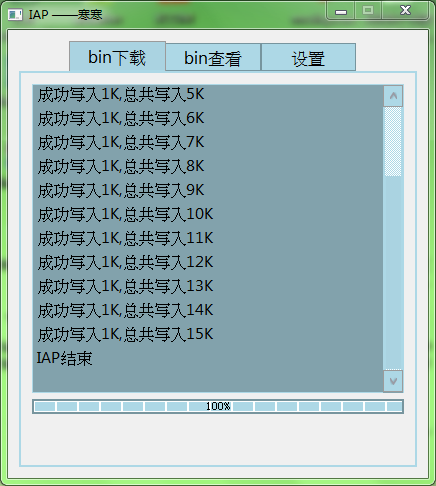 IAP ——寒寒
bin下载 bin查看 设置
成功写入1K,总共写入5K
成功写入1K,总共写入6K
成功写入1K,总共写入7K
成功写入1K,总共写入8K
成功写入1K,总共写入9K
成功写入1K,总共写入10K
成功写入1K,总共写入11K
成功写入1K,总共写入12K
成功写入1K,总共写入13K
成功写入1K,总共写入14K
成功写入1K,总共写入15K
IAP结束
100%